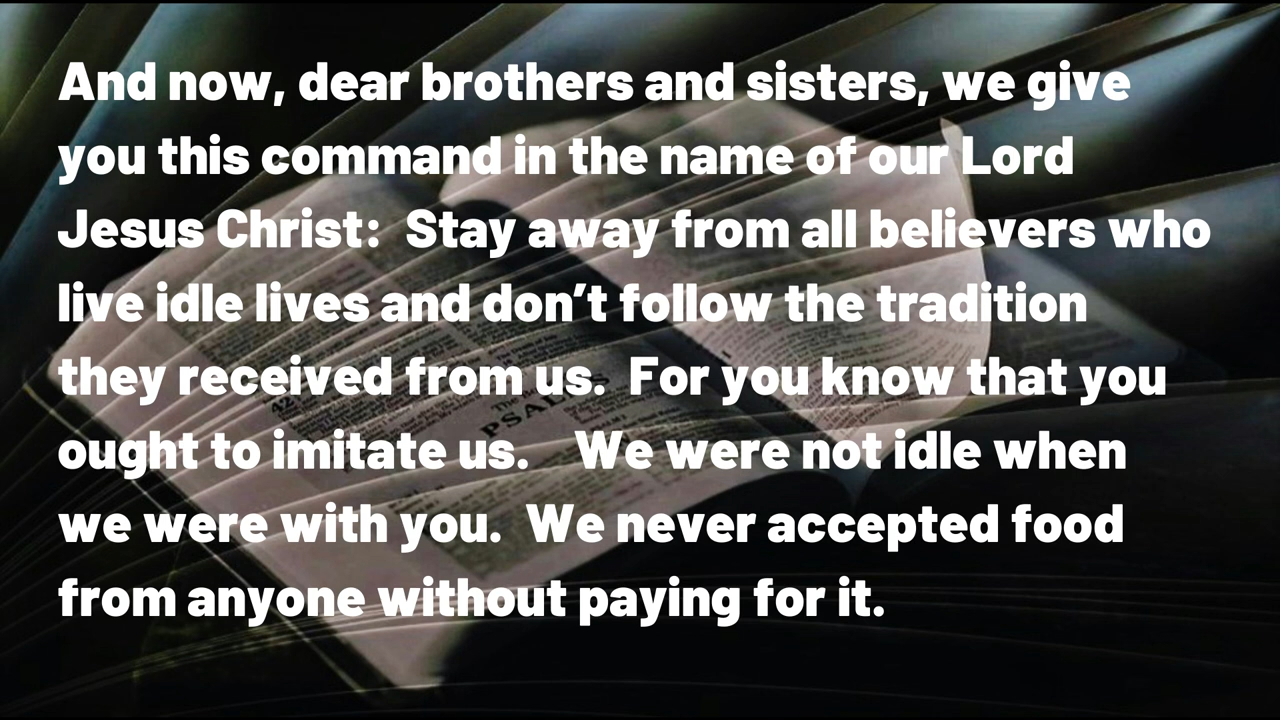 And now, dear brothers and sisters, we give
you this command in the name of our Lord
Jesus Christ:  Stay away from all believers who
live idle lives and don’t follow the tradition
they received from us.  For you know that you
ought to imitate us.    We were not idle when
we were with you.  We never accepted food
from anyone without paying for it.
42
PSAL